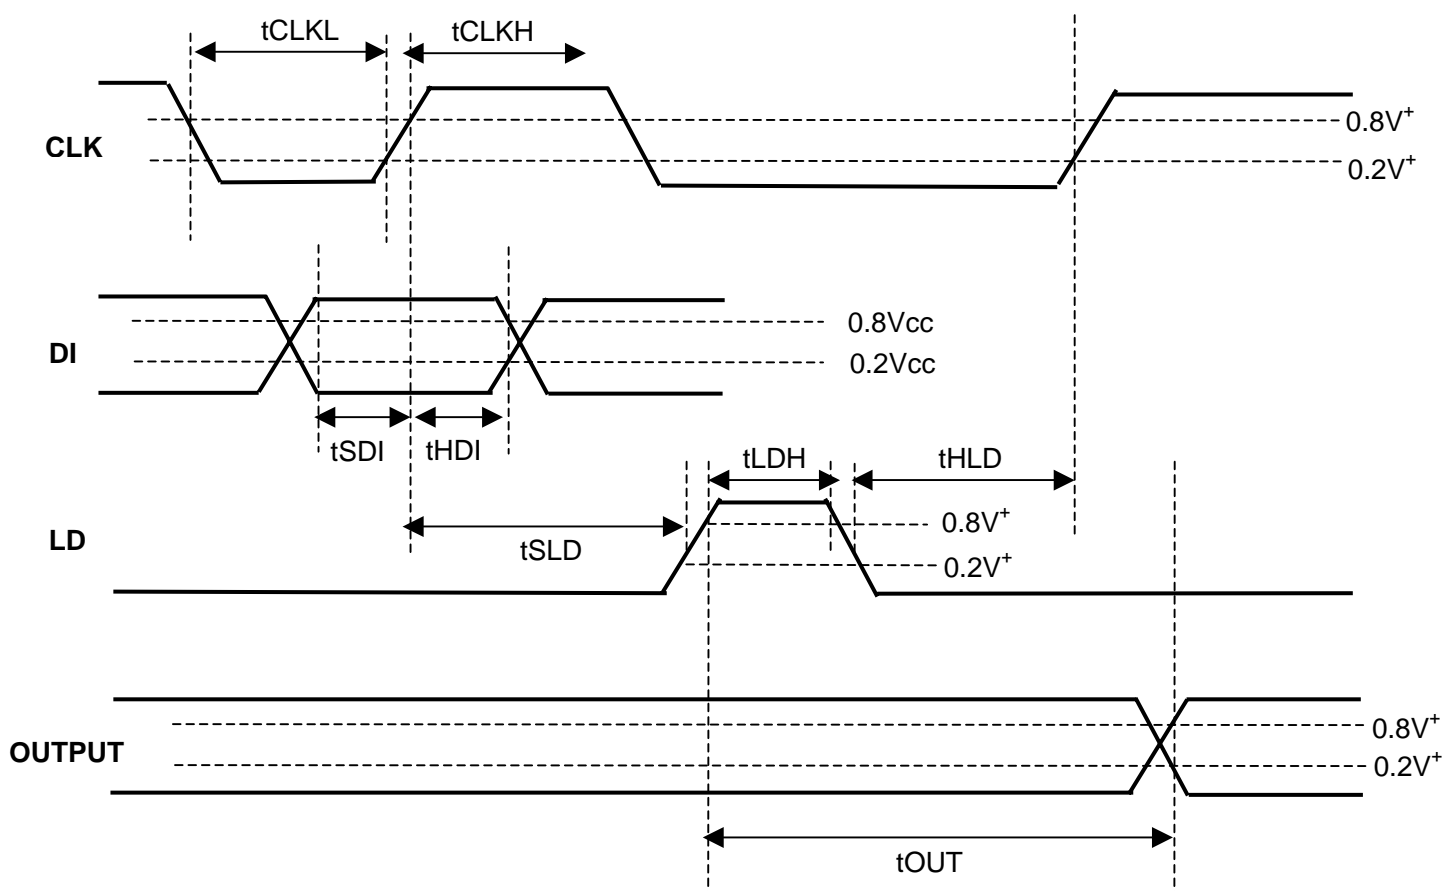 tCLKL
tCLKH
CLK
0.8V⁺
0.2V⁺
DI
0.8Vcc
0.2Vcc
tSDI
tHDI
tLDH
tHLD
LD
tSLD
0.8V⁺
0.2V⁺
OUTPUT
0.8V⁺
0.2V⁺
tOUT